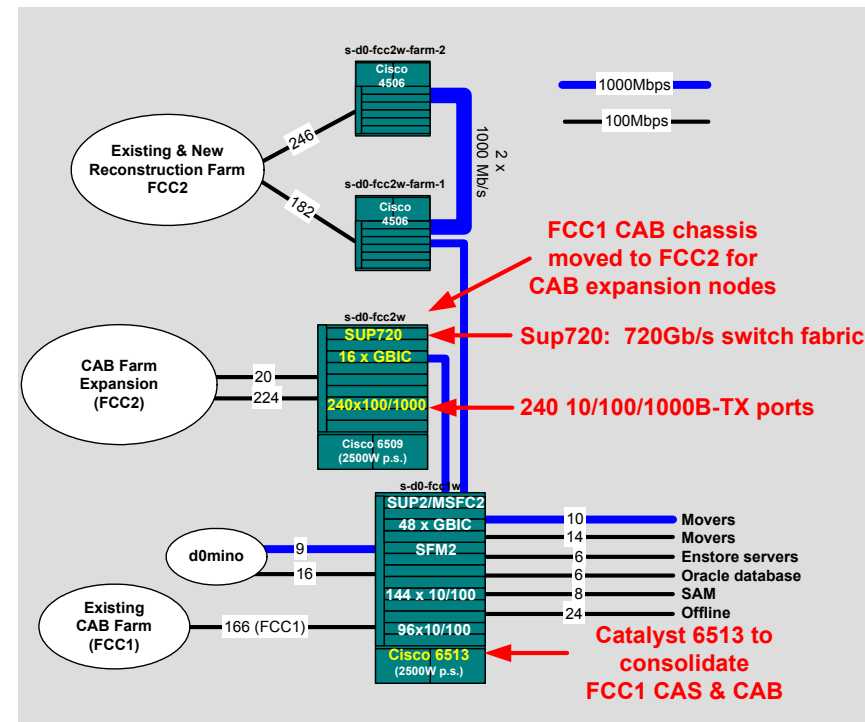 s-d0-fcc2w-farm-2
Cisco
4506
1000Mbps
100Mbps
246
Existing & New
Reconstruction Farm
FCC2
2 x
1000 Mb/s
182
s-d0-fcc2w-farm-1
Cisco
4506
FCC1 CAB chassis
moved to FCC2 for
CAB expansion nodes
s-d0-fcc2w
SUP720
Sup720: 720Gb/s switch fabric
16 x GBIC
CAB Farm
Expansion
(FCC2)
20
224
240x100/1000
240 10/100/1000B-TX ports
Cisco 6509
(2500W p.s.)
s-d0-fcc1w
SUP2/MSFC2
48 x GBIC
SFM2
144 x 10/100
96x10/100
Cisco 6513
(2500W p.s.)
d0mino
9
16
Existing
CAB Farm
(FCC1)
166 (FCC1)
10 Movers
14 Movers
6 Enstore servers
6 Oracle database
8 SAM
24 Offline
Catalyst 6513 to
consolidate
FCC1 CAS & CAB